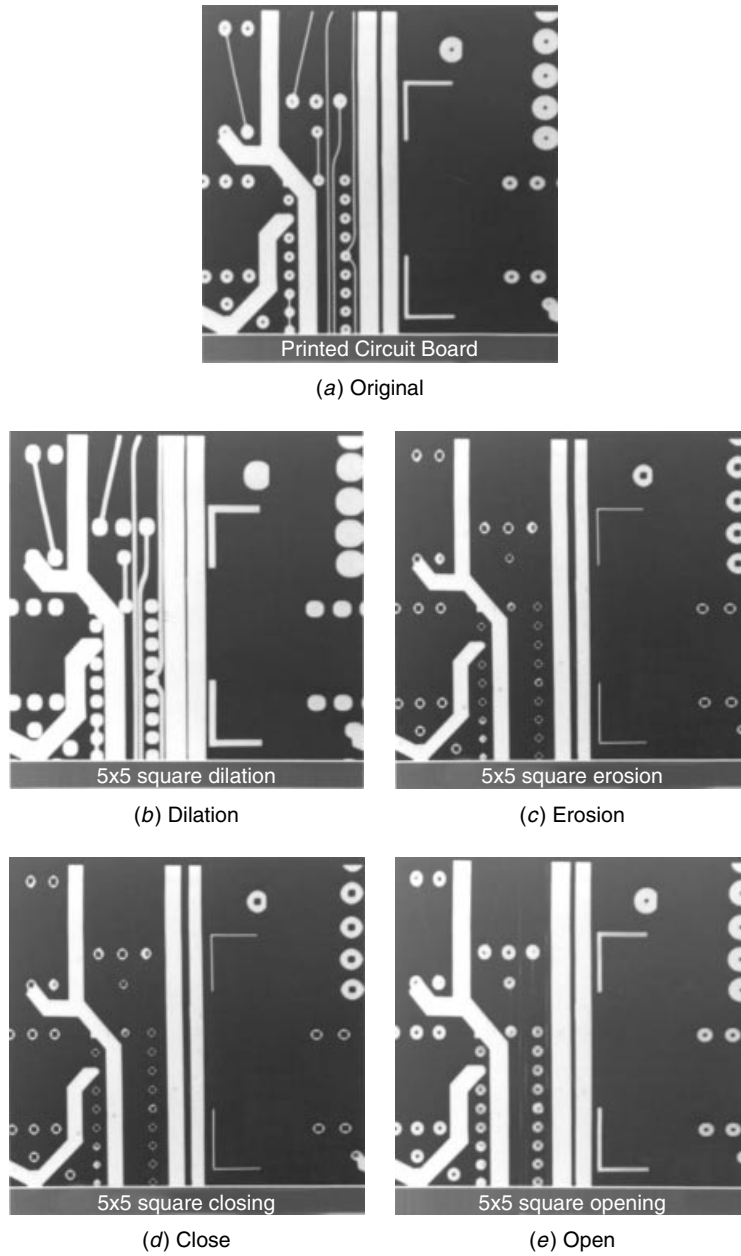 Printed Circuit Board
(a) Original
5x5 square dilation
5x5 square erosion
(b) Dilation
(c) Erosion
5x5 square closing
5x5 square opening
(d) Close
(e) Open